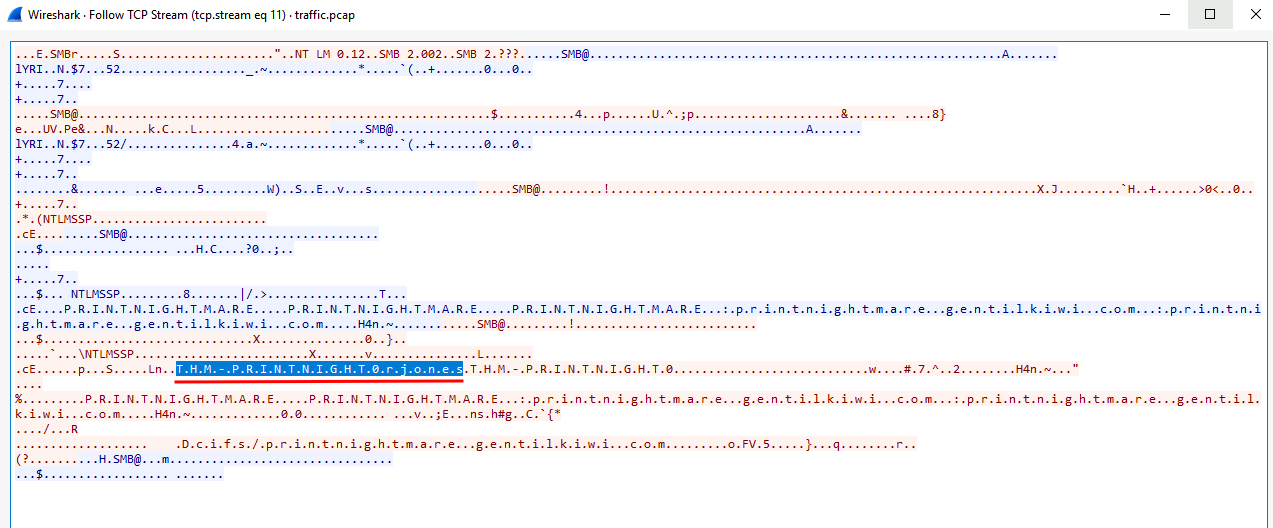 Wireshark · Follow TCP Stream (tcp.stream eq 11) · traffic.pcap
...E.SMBr.....S......................"..NT LM 0.12..SMB 2.002..SMB 2.???.......SMB@.......................................................A.......
lYRI..N.$7...52................._.~.............*.....`(..+.......0...0..
+.....7....
+.....7..
.....SMB@.......................................................$..........4...p......U.^.;p....................&....... ....8}
e...UV.Pe&...N.....k.C...L........................SMB@.......................................................A.......
lYRI..N.$7...52/...............4.a.~.............*.....`(..+.......0...0..
+.....7....
+.....7..
........&....... ...e.....5.........W)..S..E..v...s.....................SMB@.........!.......................................................X.J.........`H..+......>0<..0..
+.....7..
.*.(NTLMSSP.........................
.cE.........SMB@.................................
...$................. ...H.C....?0..;..
.....
+.....7..
...$... NTLMSSP.........8.......|/.>................T...
.cE....P.R.I.N.T.N.I.G.H.T.M.A.R.E.....P.R.I.N.T.N.I.G.H.T.M.A.R.E.....P.R.I.N.T.N.I.G.H.T.M.A.R.E...:.p.r.i.n.t.n.i.g.h.t.m.a.r.e...g.e.n.t.i.l.k.i.w.i...c.o.m...:.p.r.i.n.t.n.i
.g.h.t.m.a.r.e...g.e.n.t.i.l.k.i.w.i...c.o.m.....H4n.~...........SMB@.........!.........................
...$............................X..............0..}..
.....`...\NTLMSSP........................X.......v..............L.......
.cE......p...S.....Ln..T.H.M.-.P.R.I.N.T.N.I.G.H.T.0.r.j.o.n.e.s.T.H.M.-.P.R.I.N.T.N.I.G.H.T.0..........................w....#.7.^..2........H4n.~..."
....
%.........P.R.I.N.T.N.I.G.H.T.M.A.R.E.....P.R.I.N.T.N.I.G.H.T.M.A.R.E...:.p.r.i.n.t.n.i.g.h.t.m.a.r.e...g.e.n.t.i.l.k.i.w.i...c.o.m...:.p.r.i.n.t.n.i.g.h.t.m.a.r.e...g.e.n.t.i.l.
k.i.w.i...c.o.m.....H4n.~............0.0............ ...v..;E...ns.h#g..C.`{*
..../...R
.................. .D.c.i.f.s./.p.r.i.n.t.n.i.g.h.t.m.a.r.e...g.e.n.t.i.l.k.i.w.i...c.o.m.........o.FV.5.....}...q........r..
(?..........H.SMB@...m..............................
...$................. .......